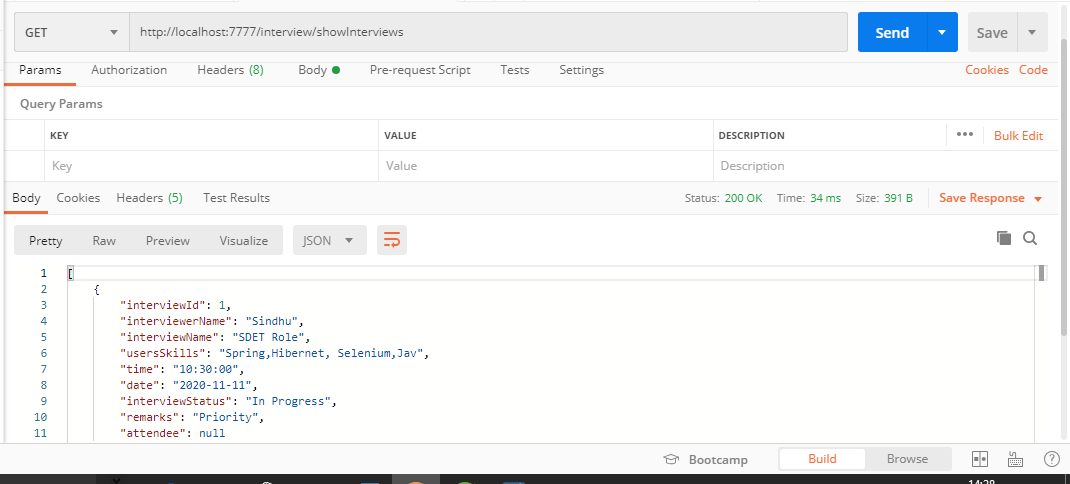 GET http://localhost:7777/interview/showInterviews Send Save
Params Authorization Headers (8) Body Pre-request Script Tests Settings Cookies Code
Query Params
KEY VALUE DESCRIPTION ••• Bulk Edit
Key Value Description
Body Cookies Headers (5) Test Results Status: 200 OK Time: 34 ms Size: 391 B Save Response
Pretty Raw Preview Visualize JSON
1 [
2 {
3 "interviewId": 1,
4 "interviewerName": "Sindhu",
5 "interviewName": "SDET Role",
6 "usersSkills": "Spring,Hibernet, Selenium,Jav",
7 "time": "10:30:00",
8 "date": "2020-11-11",
9 "interviewStatus": "In Progress",
10 "remarks": "Priority",
11 "attendee": null
Bootcamp Build Browse ?